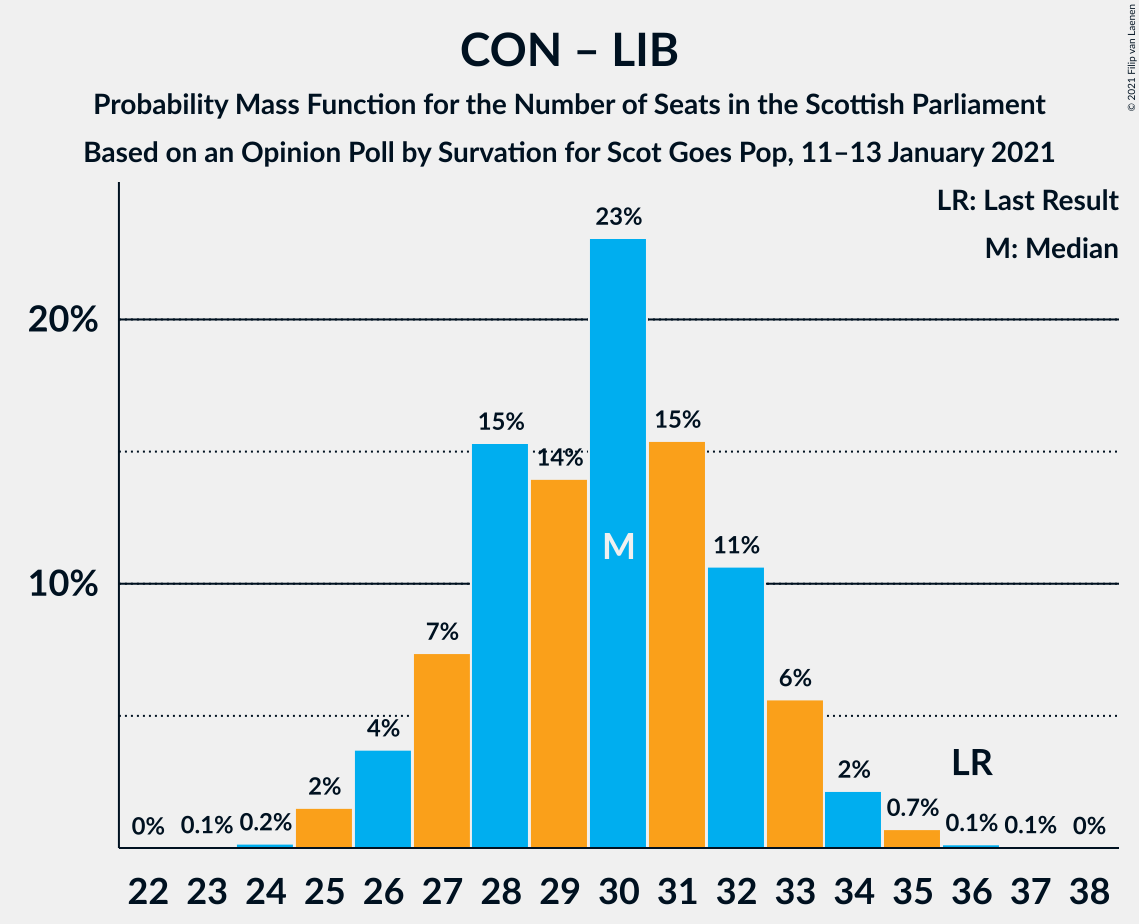 CON – LIB
Probability Mass Function for the Number of Seats in the Scottish Parliament
Based on an Opinion Poll by Survation for Scot Goes Pop, 11–13 January 2021
© 2021 Filip van Laenen
LR: Last Result
M: Median
20%
10%
0%
0.1%
0.2%
2%
4%
7%
15%
14%
23%
15%
11%
6%
2%
0.7%
0.1%
0.1%
0%
M
LR
22 23 24 25 26 27 28 29 30 31 32 33 34 35 36 37 38